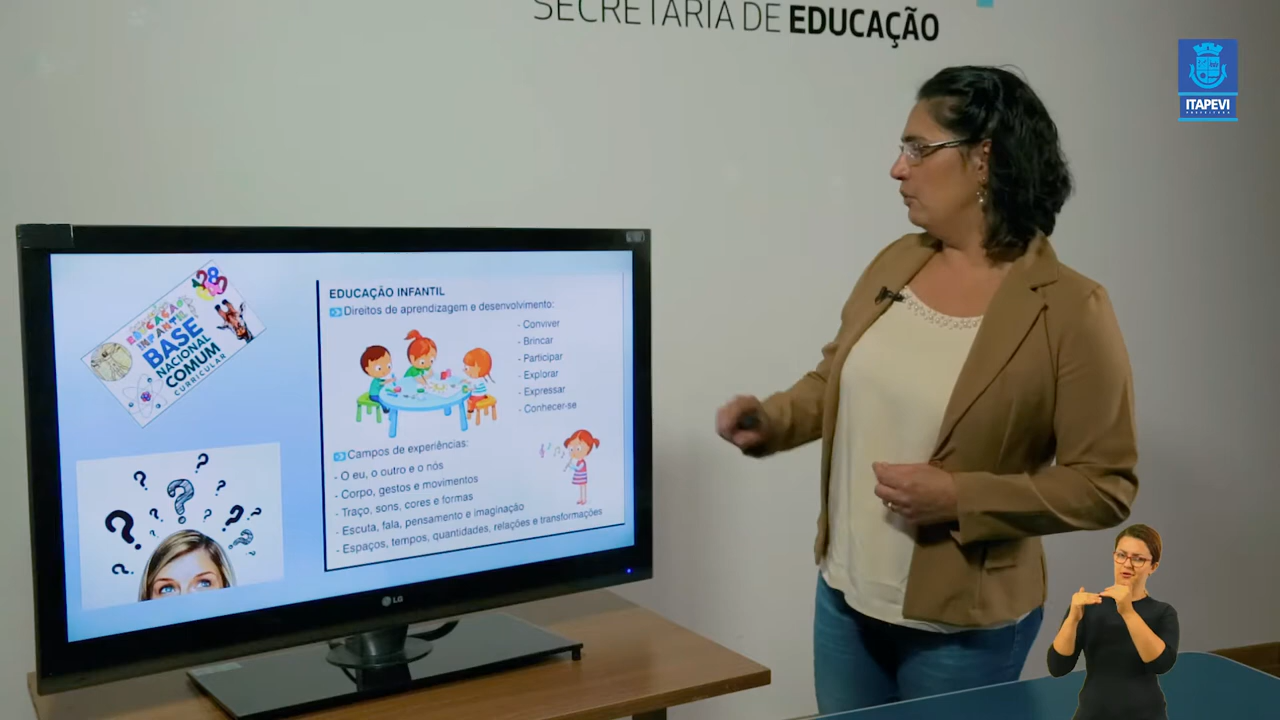 SECRETARIA DE EDUCAÇÃO
ITAPEVI
PREFEITURA
EDUCAÇÃO
INFANTIL
BASE
NACIONAL
COMUM
CURRICULAR
EDUCAÇÃO INFANTIL
Direitos de aprendizagem e desenvolvimento:
- Conviver
- Brincar
- Participar
- Explorar
- Expressar
- Conhecer-se
Campos de experiências:
- O eu, o outro e o nós
- Corpo, gestos e movimentos
- Traço, sons, cores e formas
- Escuta, fala, pensamento e imaginação
- Espaços, tempos, quantidades, relações e transformações
LG